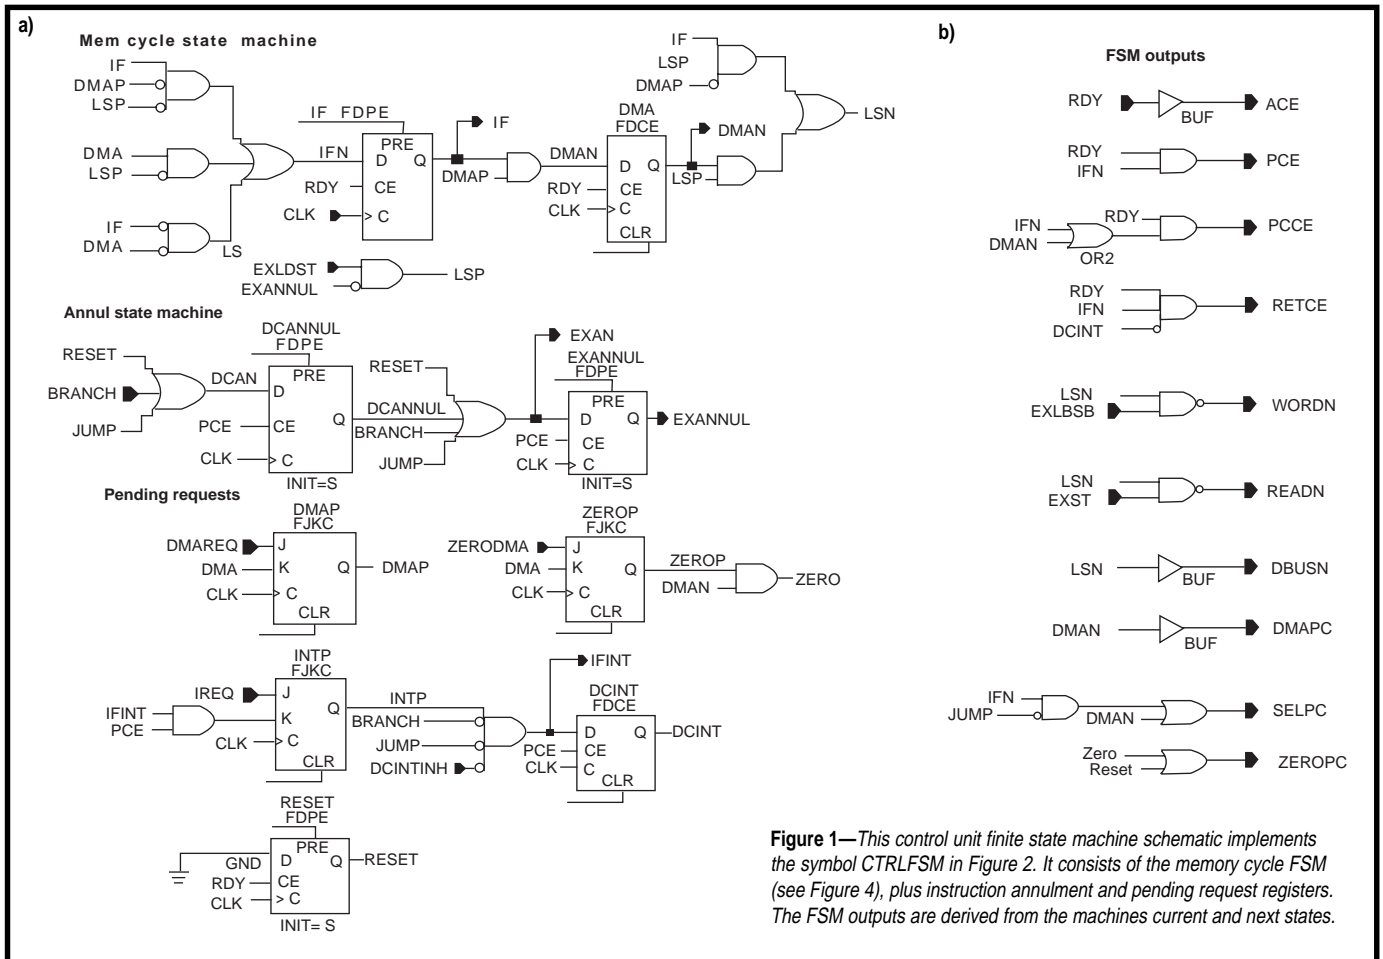 a)
Mem cycle state machine
IF
DMAP
LSP
DMA
LSP
IF
DMA
LS
IFN
IF FDPE
PRE
D
Q
CE
C
RDY
CLK
IF
DMAP
DMAN
DMA
FDCE
D
Q
CE
C
CLR
RDY
CLK
DMAN
LSP
IF
LSP
DMAP
LSN
EXLDST
EXANNUL
LSP
Annul state machine
RESET
BRANCH
JUMP
DCAN
DCANNUL
FDPE
PRE
D
Q
CE
C
PCE
CLK
INIT=S
RESET
DCANNUL
BRANCH
JUMP
EXAN
EXANNUL
FDPE
PRE
D
Q
CE
C
PCE
CLK
INIT=S
EXANNUL
Pending requests
DMAP
FJKC
DMAREQ
DMA
CLK
J
K
Q
C
CLR
DMAP
ZEROP
FJKC
ZERODMA
DMA
CLK
J
K
Q
C
CLR
ZEROP
DMAN
ZERO
INTP
FJKC
IREQ
IFINT
PCE
CLK
J
K
Q
C
CLR
INTP
BRANCH
JUMP
DCINTINH
IFINT
DCINT
FDCE
D
Q
CE
C
CLR
PCE
CLK
DCINT
RESET
FDPE
PRE
GND
D
Q
RDY
CE
CLK
C
RESET
INIT= S
b)
FSM outputs
RDY
BUF
ACE
RDY
IFN
PCE
IFN
DMAN
OR2
RDY
PCCE
RDY
IFN
DCINT
RETCE
LSN
EXLBSB
WORDN
LSN
EXST
READN
LSN
BUF
DBUSN
DMAN
BUF
DMAPC
IFN
JUMP
DMAN
SELPC
Zero
Reset
ZEROPC
Figure 1—This control unit finite state machine schematic implements
the symbol CTRLFSM in Figure 2. It consists of the memory cycle FSM
(see Figure 4), plus instruction annulment and pending request registers.
The FSM outputs are derived from the machines current and next states.